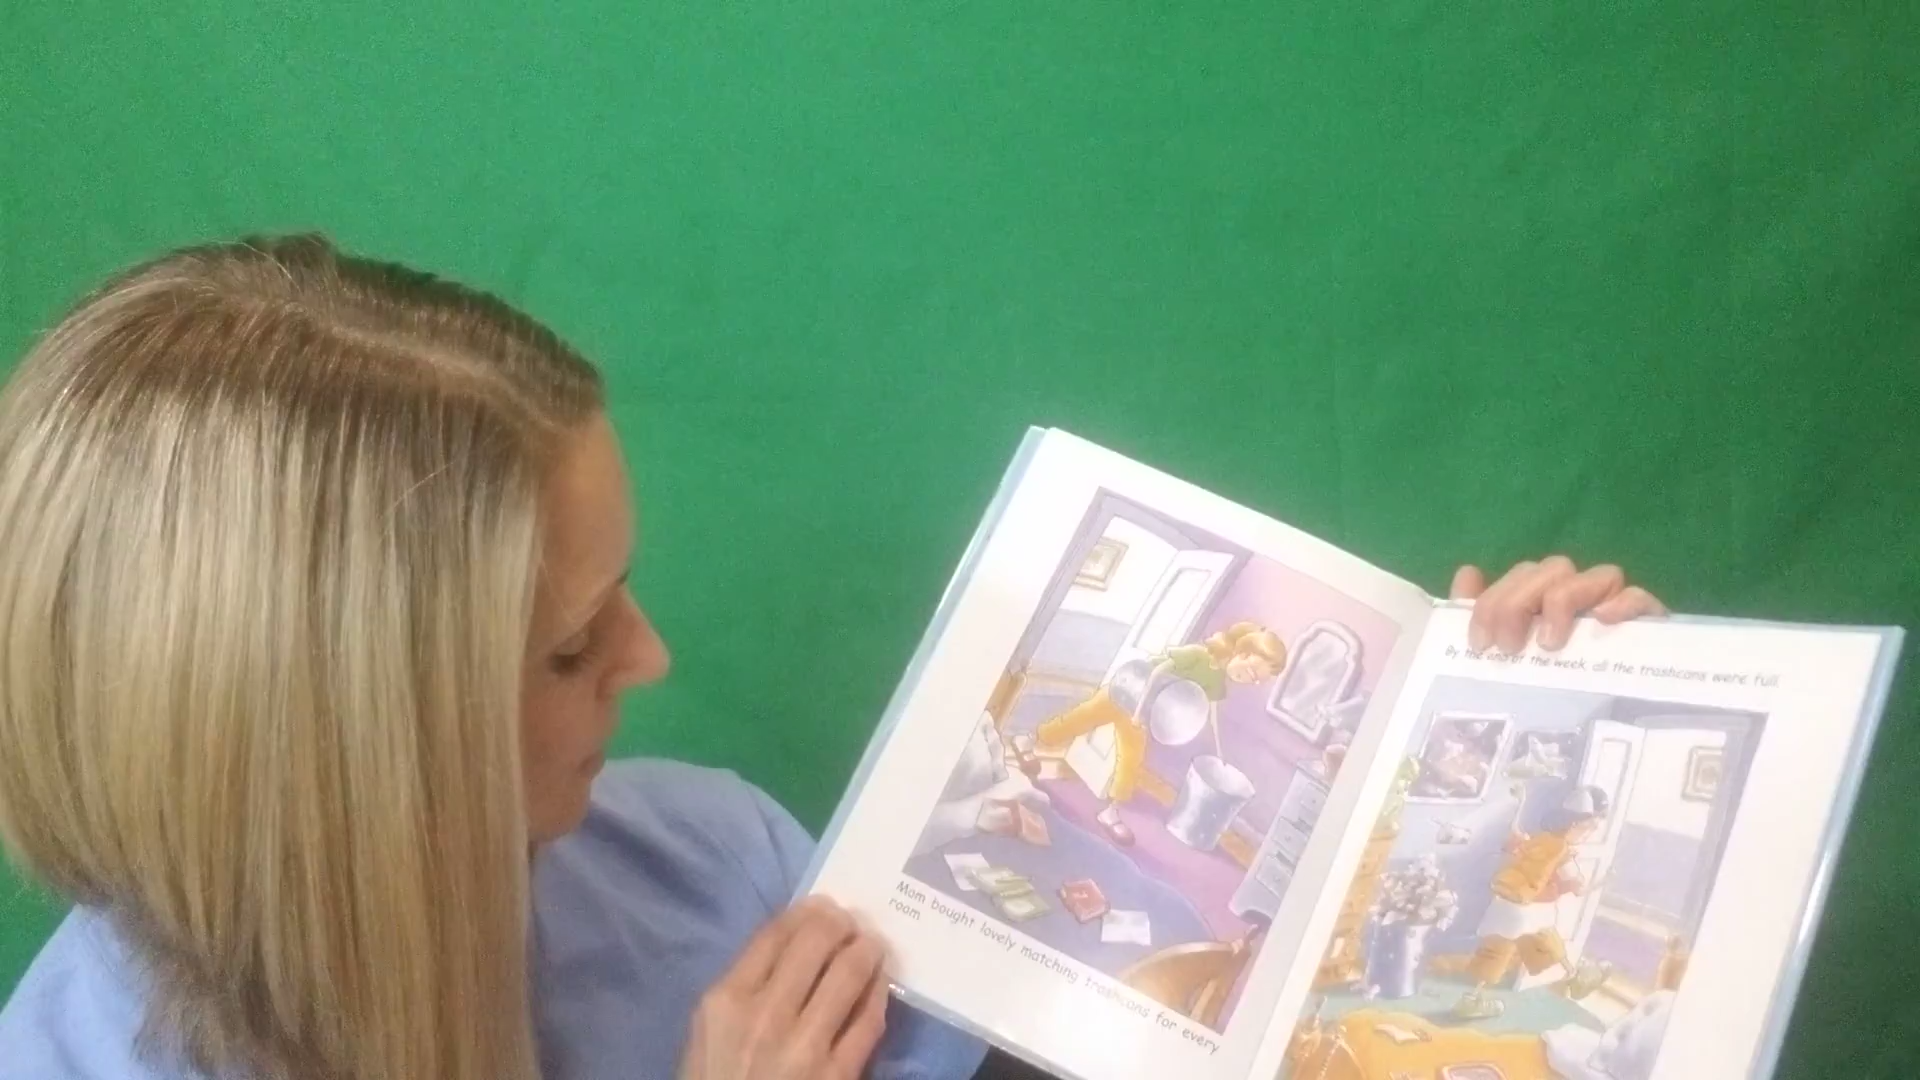 Mom bought lovely matching trashcans for every
room
By the end of the week, all the trashcans were full.